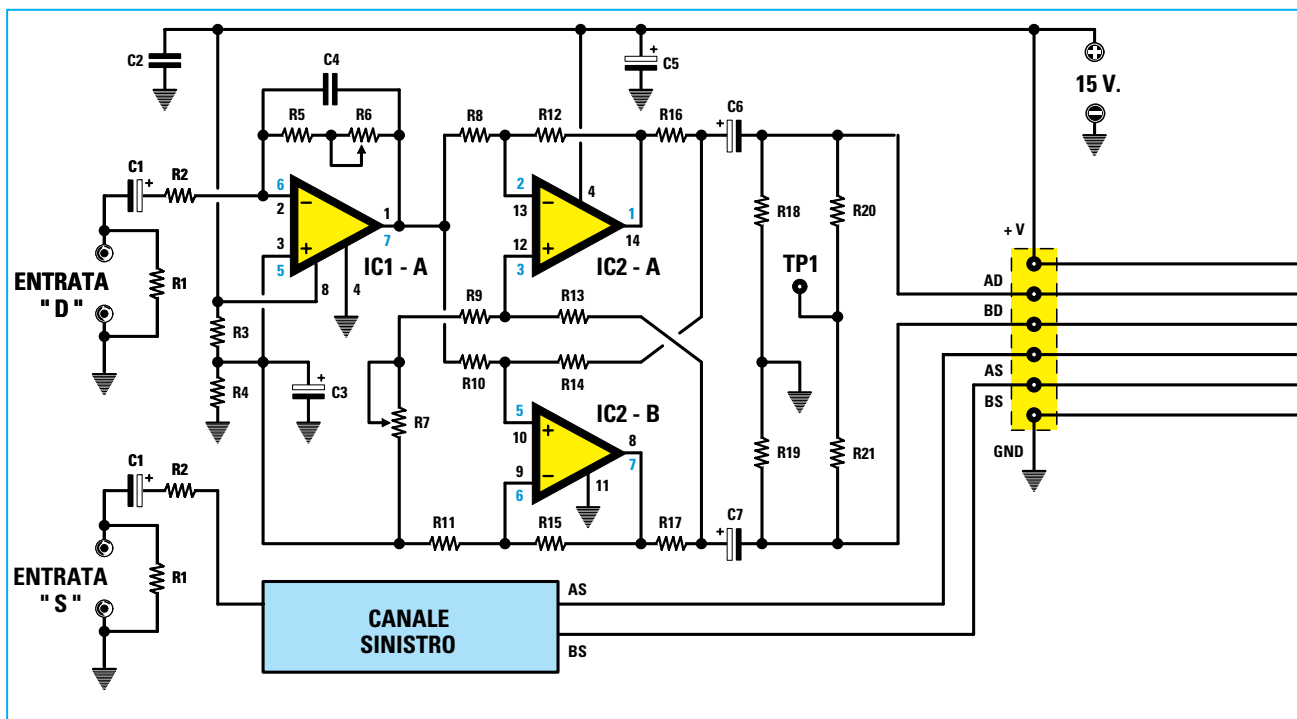 C2
C4
C5
R5
R6
R8
R12
R16
C6
15 V.
C1
R2
6
2
3
5
1
7
8
4
IC1 - A
2
13
12
3
4
1
14
IC2 - A
R18
R20
TP1
+ V
ENTRATA
" D "
R1
R3
R4
C3
R9
R13
R10
R14
R7
IC2 - B
5
10
9
6
8
7
11
R19
R21
AD
BD
AS
BS
GND
C1
R2
R11
R15
R17
C7
ENTRATA
" S "
R1
CANALE
SINISTRO
AS
BS